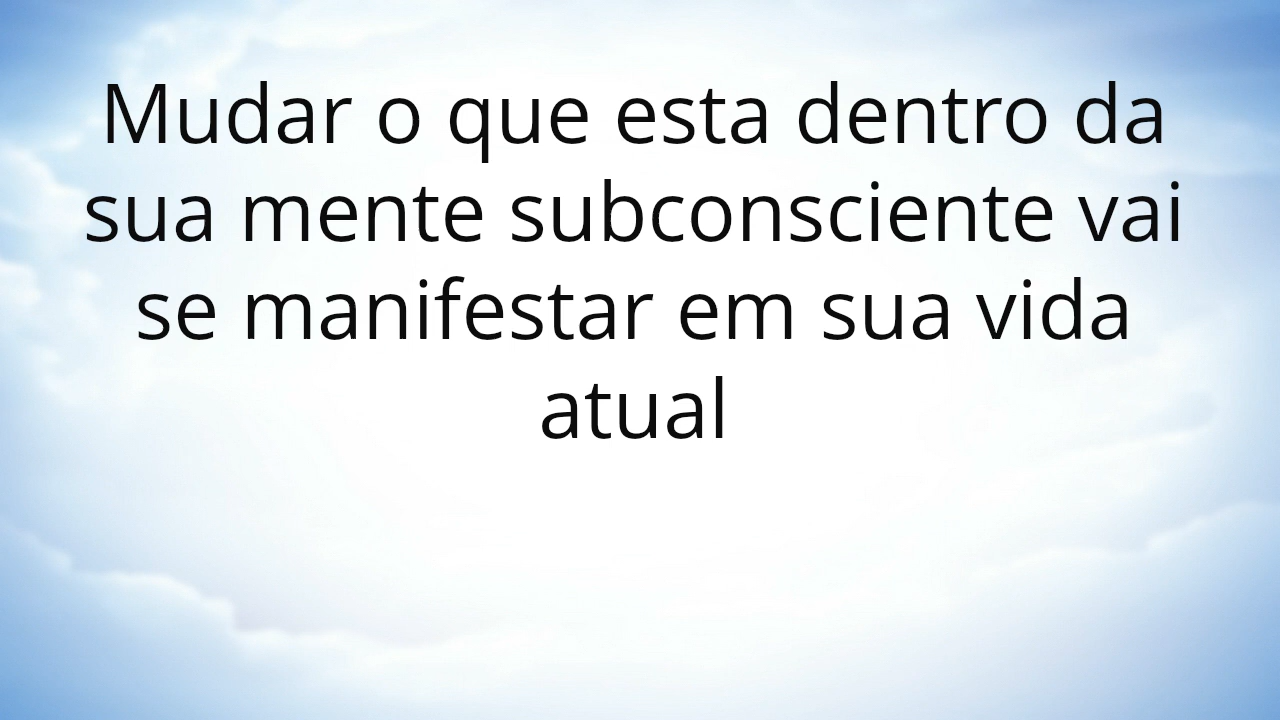 Mudar o que esta dentro da
sua mente subconsciente vai
se manifestar em sua vida
atual